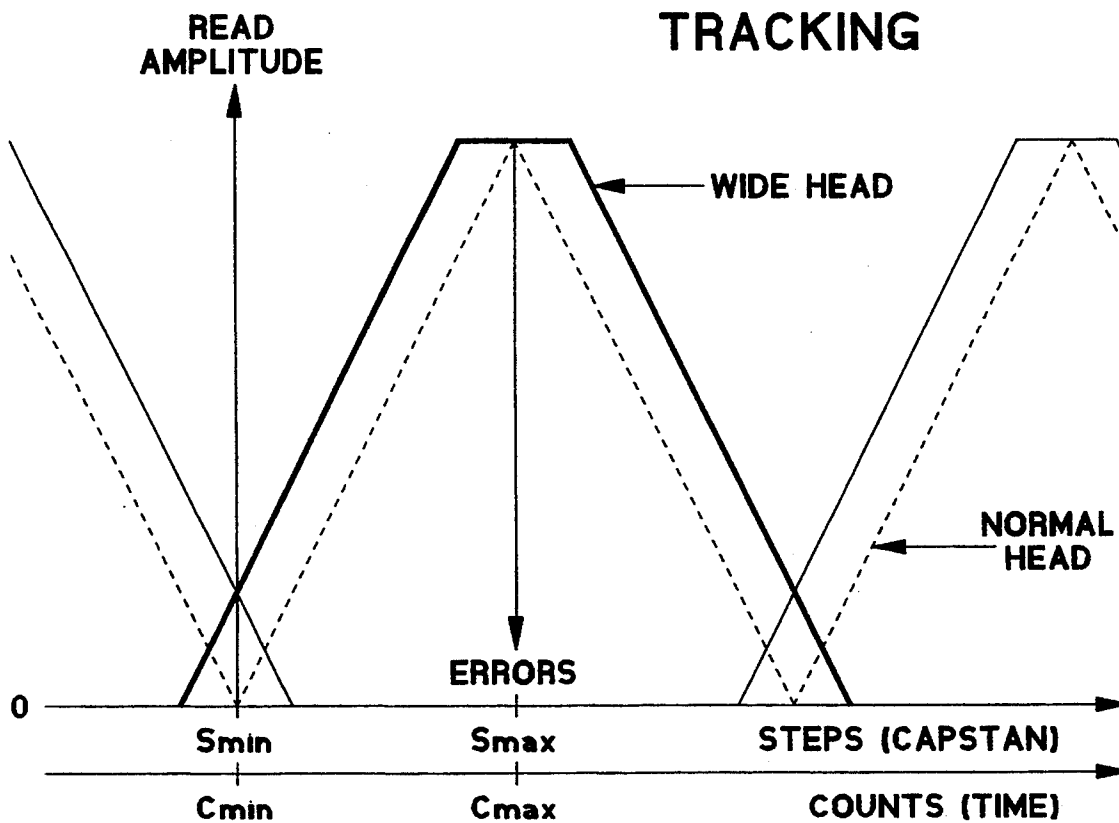 TRACKING
READ
AMPLITUDE
WIDE HEAD
NORMAL
HEAD
ERRORS
0
Smin
Smax
STEPS (CAPSTAN)
Cmin
Cmax
COUNTS (TIME)